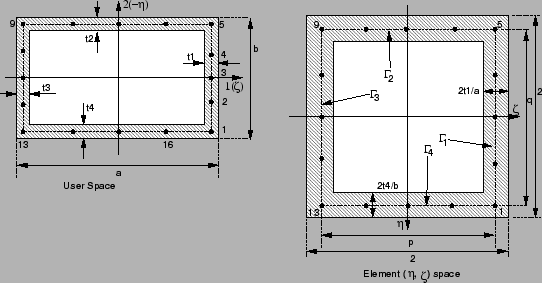 2(-η)
9
5
t2
t1
4
b
3
1(ζ)
t3
2
t4
1
13
16
a
User Space
9
5
Γ2
2t1/a
Γ3
ζ
q
2
Γ1
Γ4
2t4/b
13
η
1
p
2
Element (η, ζ) space